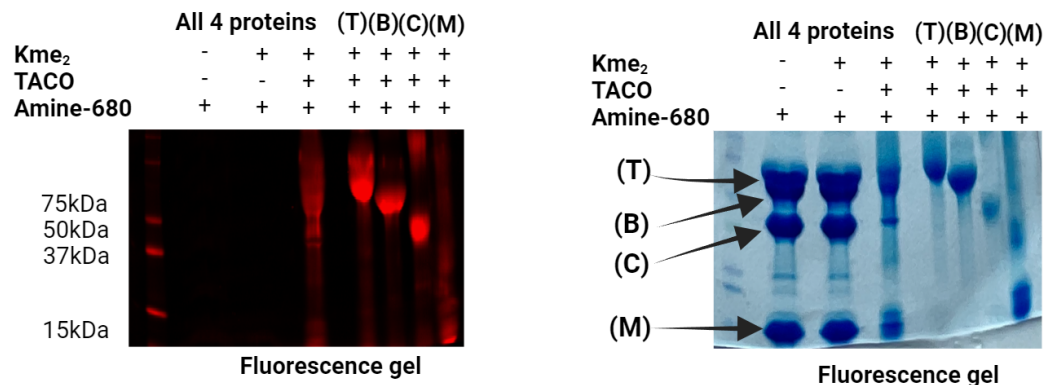 All 4 proteins (T)(B)(C)(M)
Kme₂ - + + + + + +
TACO - - + + + + +
Amine-680 + + + + + + +
75kDa
50kDa
37kDa
15kDa
Fluorescence gel
All 4 proteins (T)(B)(C)(M)
Kme₂ - + + + + + +
TACO - - + + + + +
Amine-680 + + + + + + +
(T)
(B)
(C)
(M)
Fluorescence gel